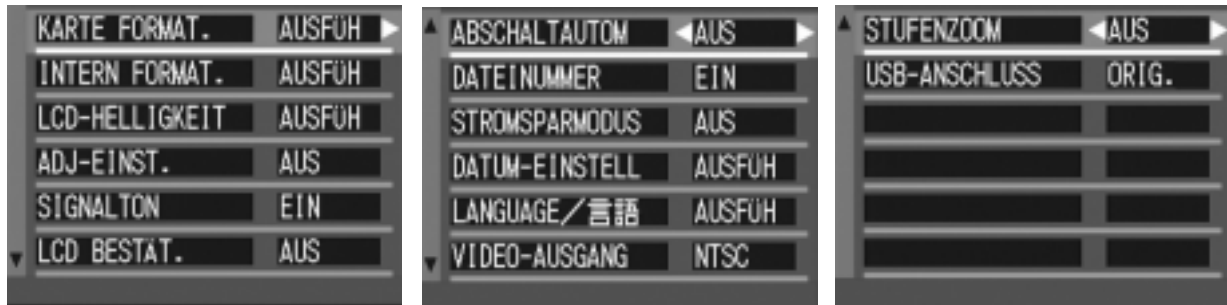 KARTE FORMAT. AUSFÜH
INTERN FORMAT. AUSFÜH
LCD-HELLIGKEIT AUSFÜH
ADJ-EINST. AUS
SIGNALTON EIN
LCD BESTÄT. AUS
ABSCHALTAUTOM AUS
DATEINUMMER EIN
STROMSPARMODUS AUS
DATUM-EINSTELL AUSFÜH
LANGUAGE/言語 AUSFÜH
VIDEO-AUSGANG NTSC
STUFENZOOM AUS
USB-ANSCHLUSS ORIG.